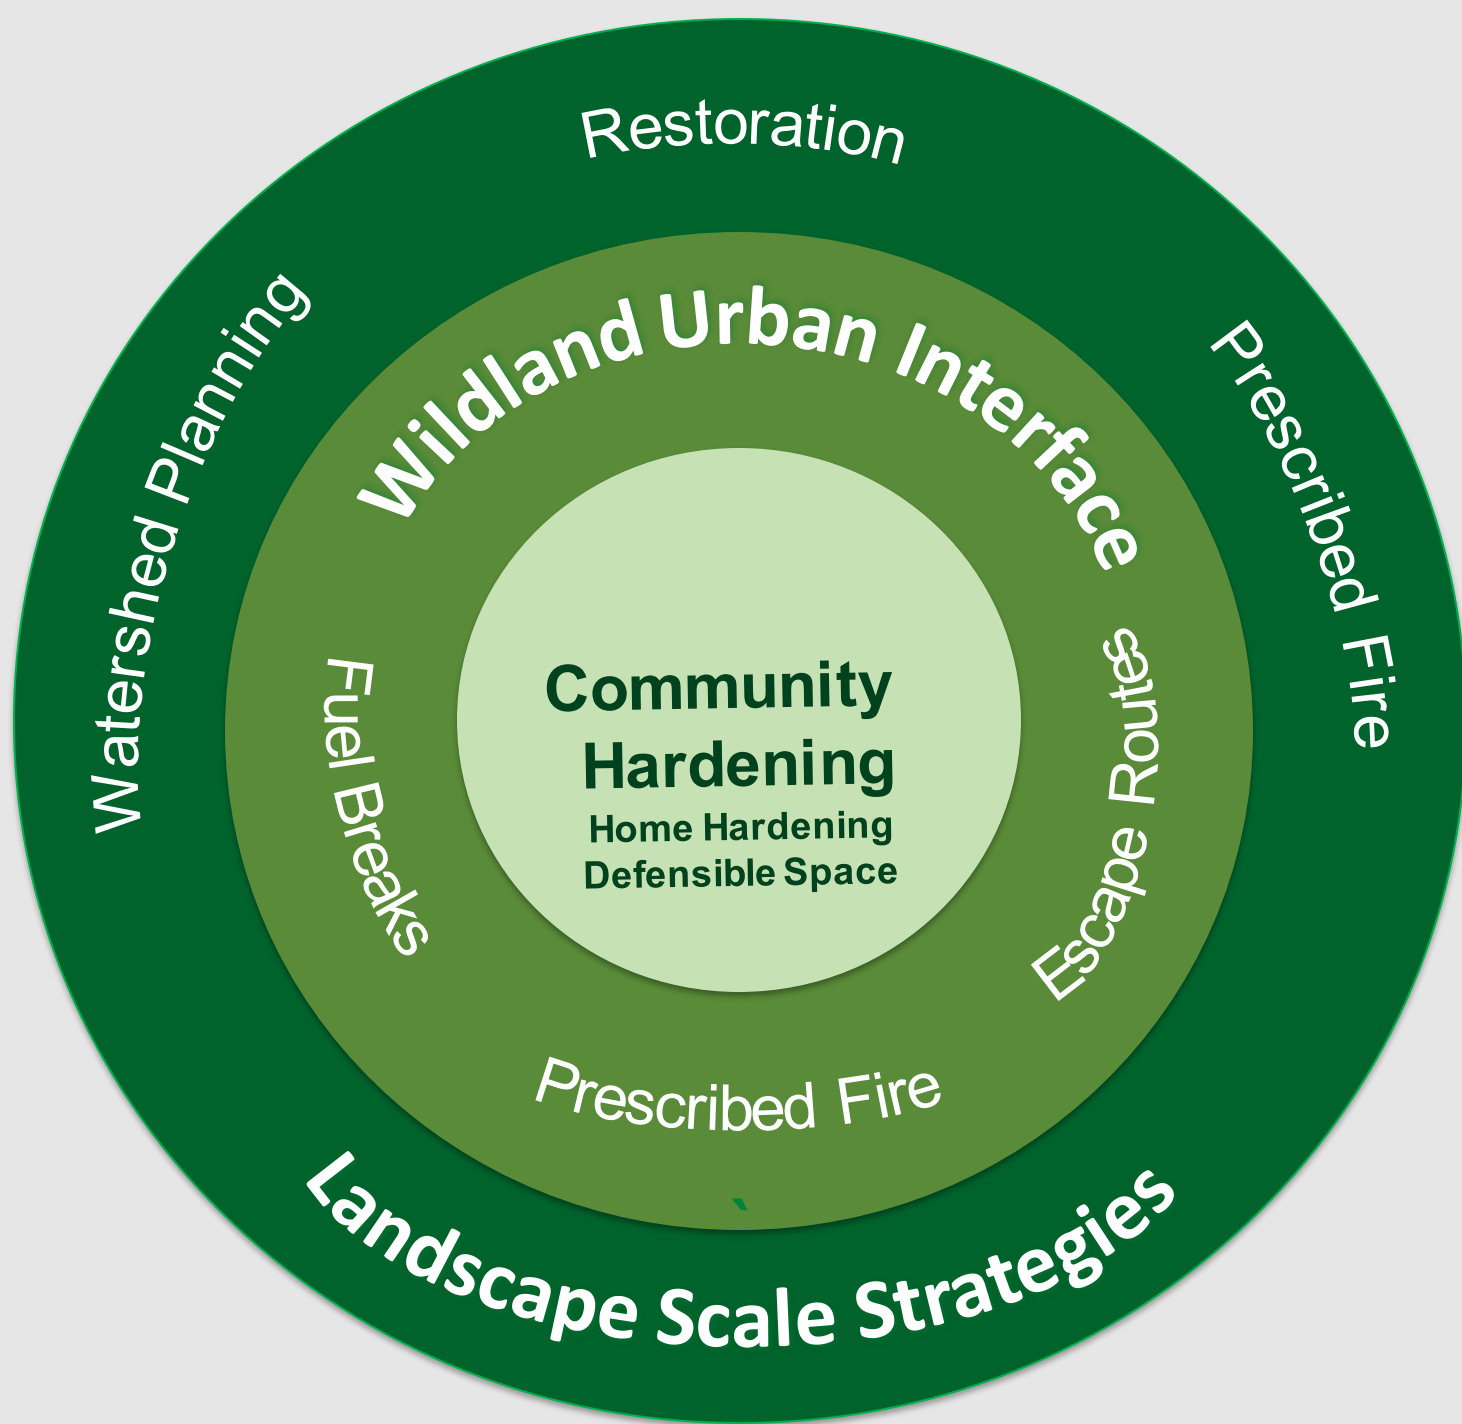 Restoration
Watershed Planning
Prescribed Fire
Wildland Urban Interface
Fuel Breaks
Escape Routes
Community
Hardening
Home Hardening
Defensible Space
Prescribed Fire
`
Landscape Scale Strategies